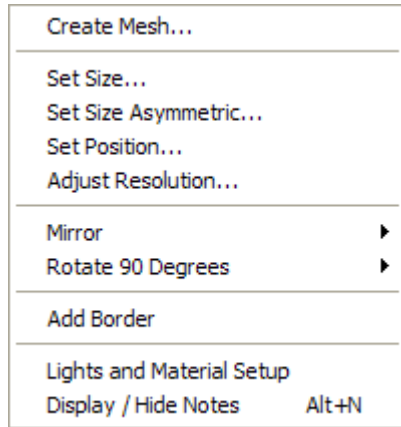 Create Mesh...
Set Size...
Set Size Asymmetric...
Set Position...
Adjust Resolution...
Mirror
Rotate 90 Degrees
Add Border
Lights and Material Setup
Display / Hide Notes Alt+N